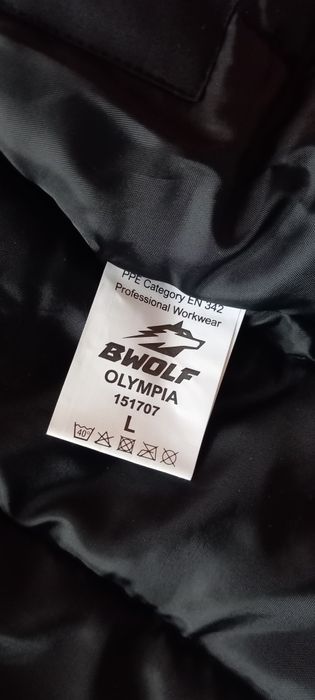 PPE Category EN 342
Professional Workwear
BWOLF
OLYMPIA
151707
L
40°